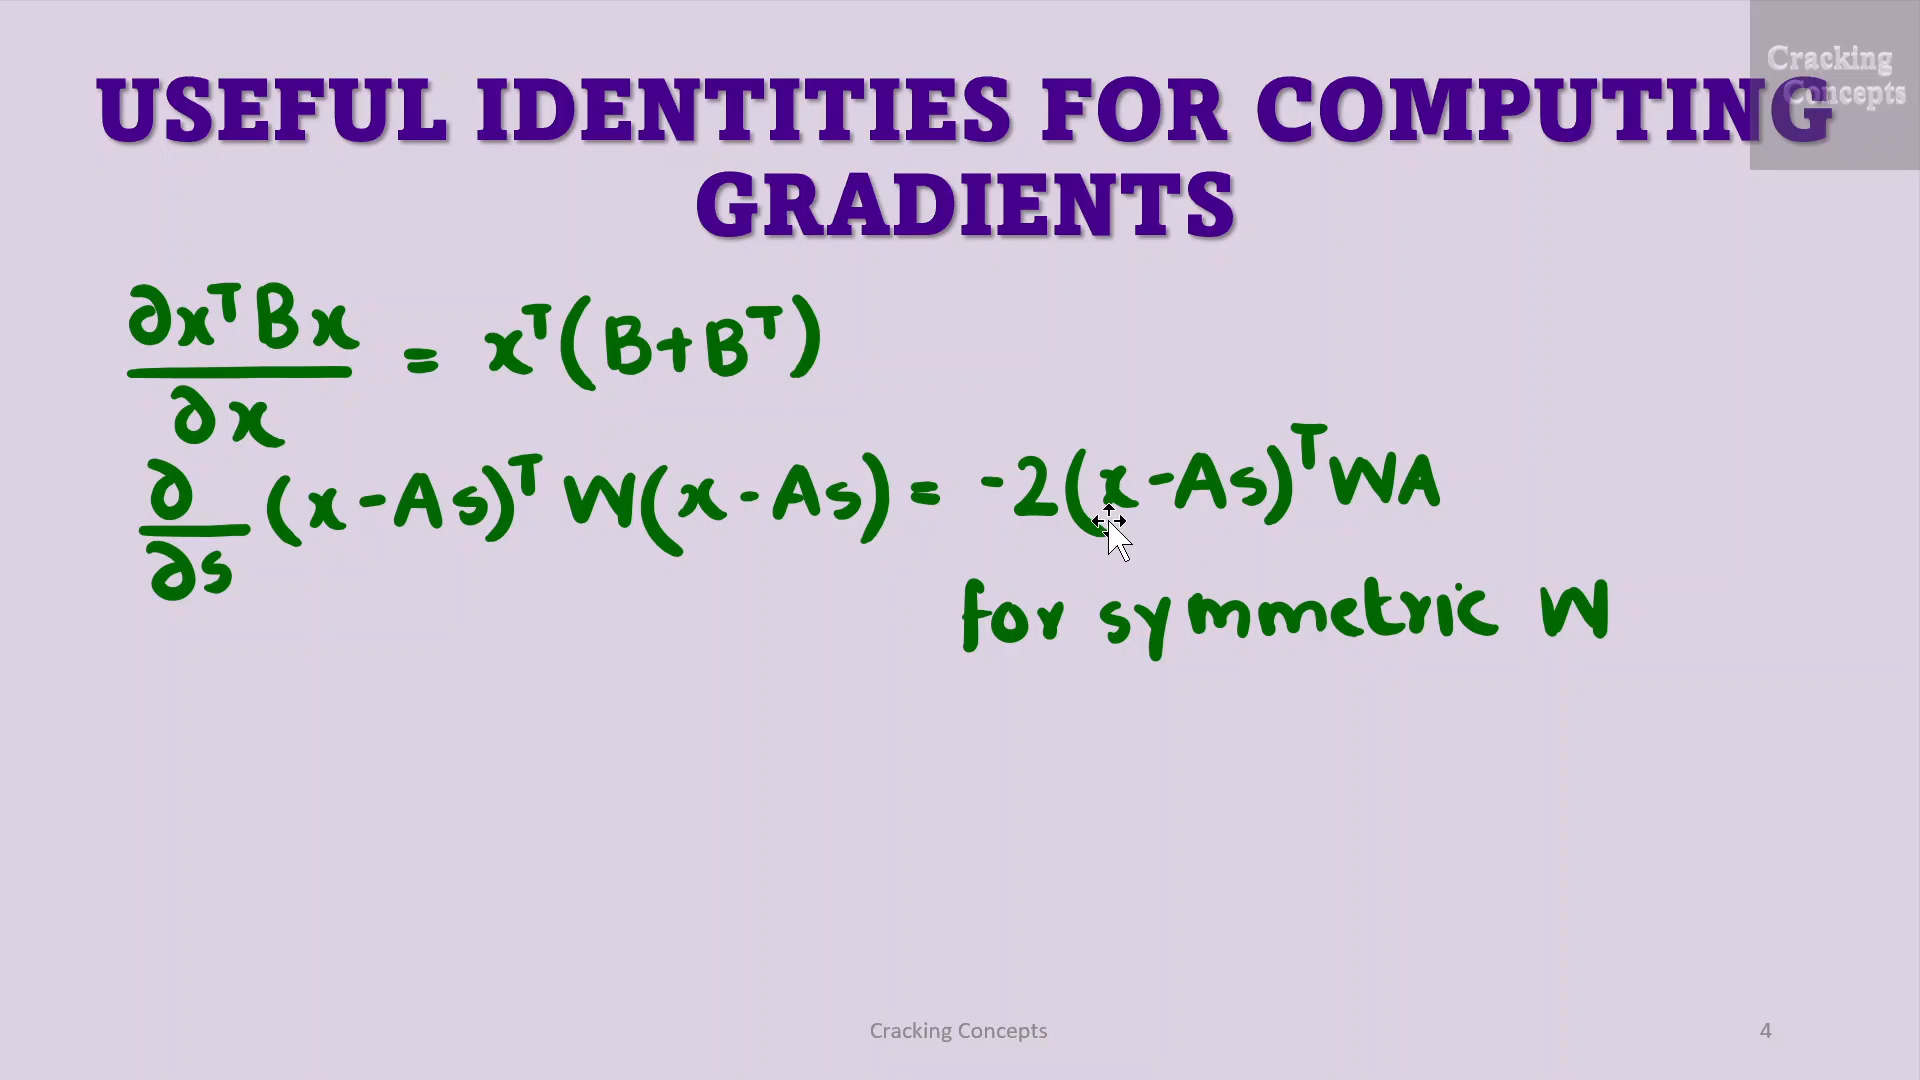 Cracking
Concepts
USEFUL IDENTITIES FOR COMPUTING
GRADIENTS
∂xᵀBx / ∂x = xᵀ(B+Bᵀ)
∂/∂s (x-As)ᵀ W(x-As) = -2(x-As)ᵀWA
for symmetric W
Cracking Concepts
4